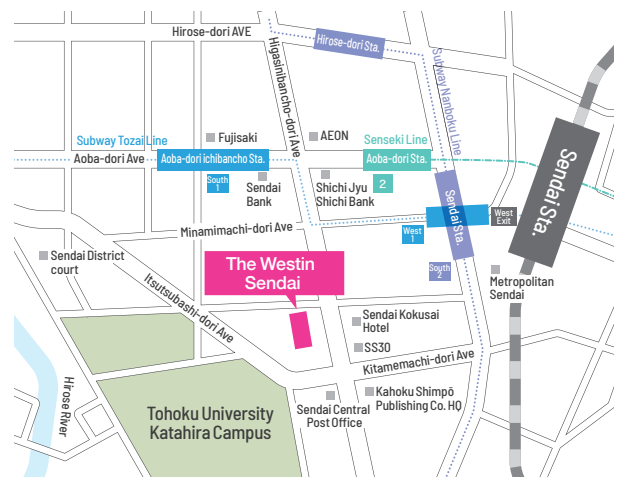 Hirose-dori AVE
Hirose-dori Sta.
Higasinibancho-dori Ave
Subway Nanboku Line
Subway Tozai Line
Fujisaki
AEON
Senseki Line
Aoba-dori Ave
Aoba-dori ichibancho Sta.
Aoba-dori Sta.
Sendai Sta.
South
1
Sendai
Bank
Shichi Jyu
Shichi Bank
2
Sendai Sta.
West
Exit
Minamimachi-dori Ave
West
1
Sendai District
court
The Westin
Sendai
South
2
Metropolitan
Sendai
Itsutsubashi-dori Ave
Sendai Kokusai
Hotel
SS30
Kitamemachi-dori Ave
Hirose River
Kahoku Shimpō
Publishing Co. HQ
Sendai Central
Post Office
Tohoku University
Katahira Campus